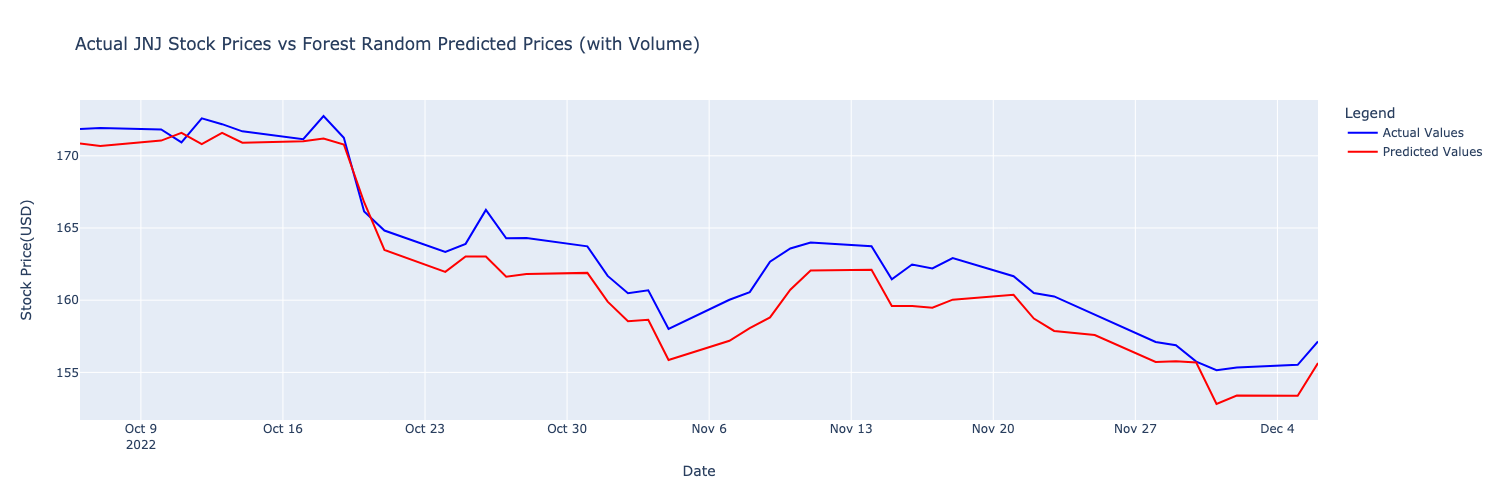 Actual JNJ Stock Prices vs Forest Random Predicted Prices (with Volume)
Legend
Actual Values
Predicted Values
Stock Price(USD)
170
165
160
155
Oct 9
2022
Oct 16
Oct 23
Oct 30
Nov 6
Nov 13
Nov 20
Nov 27
Dec 4
Date